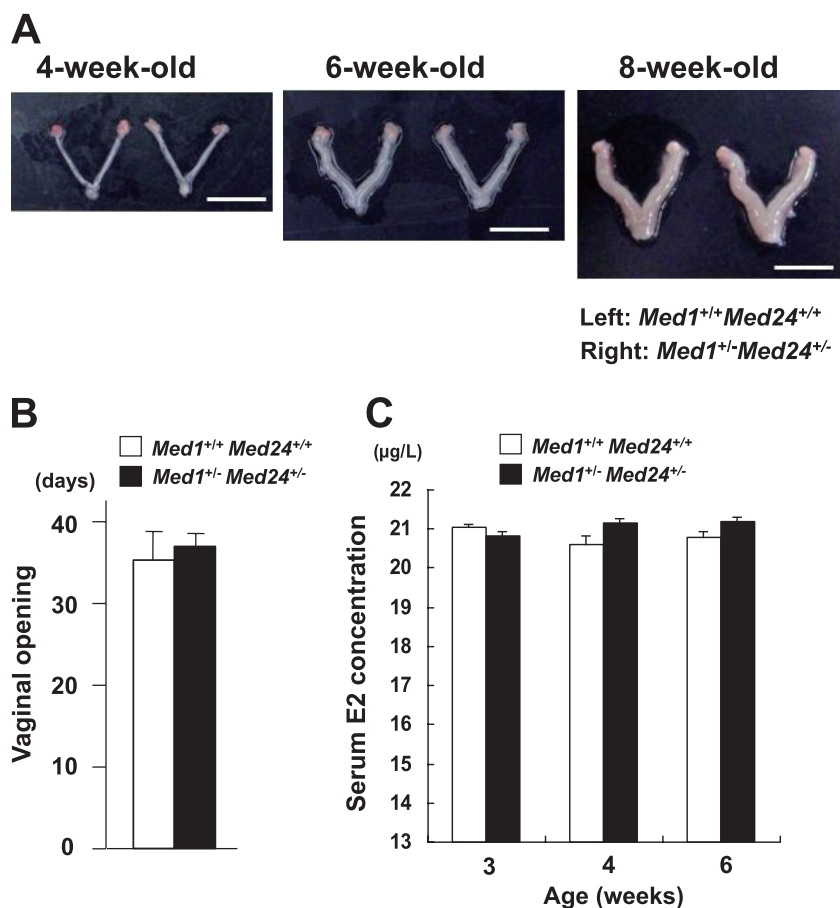 A
4-week-old 6-week-old 8-week-old
Left: Med1+/+Med24+/+
Right: Med1+/-Med24+/-
B
Med1+/+ Med24+/+
Med1+/- Med24+/-
(days)
40
30
20
10
0
Vaginal opening
C
(µg/L)
Med1+/+ Med24+/+
Med1+/- Med24+/-
22
21
20
19
18
17
16
15
14
13
Serum E2 concentration
3 4 6
Age (weeks)